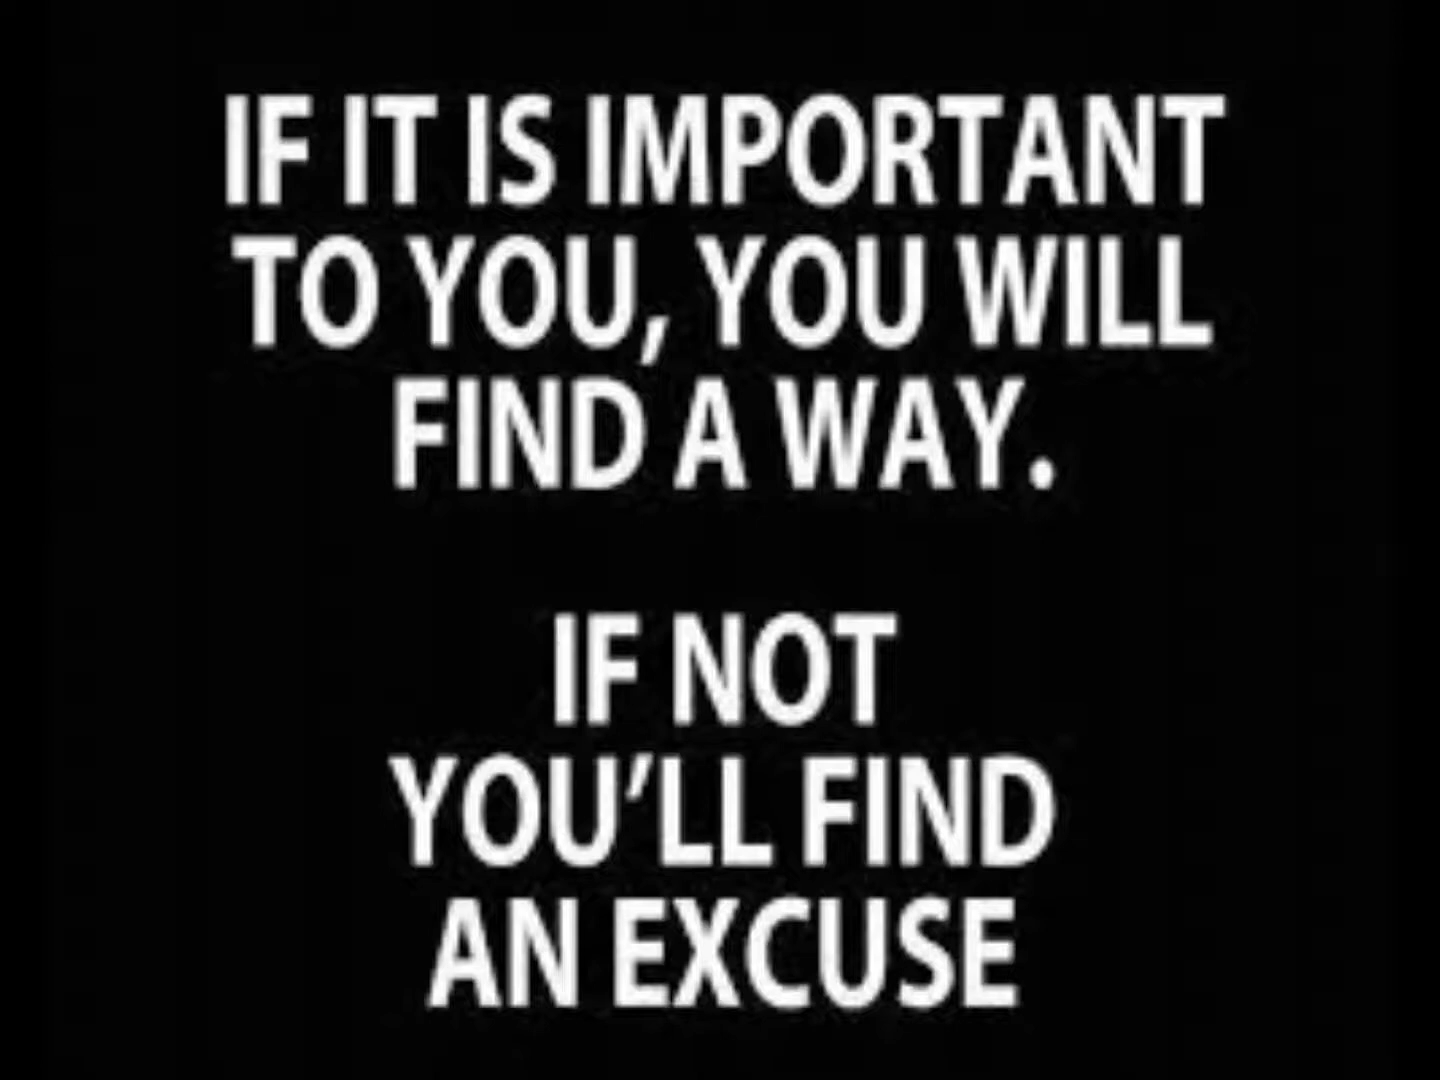 IF IT IS IMPORTANT
TO YOU, YOU WILL
FIND A WAY.
IF NOT
YOU’LL FIND
AN EXCUSE